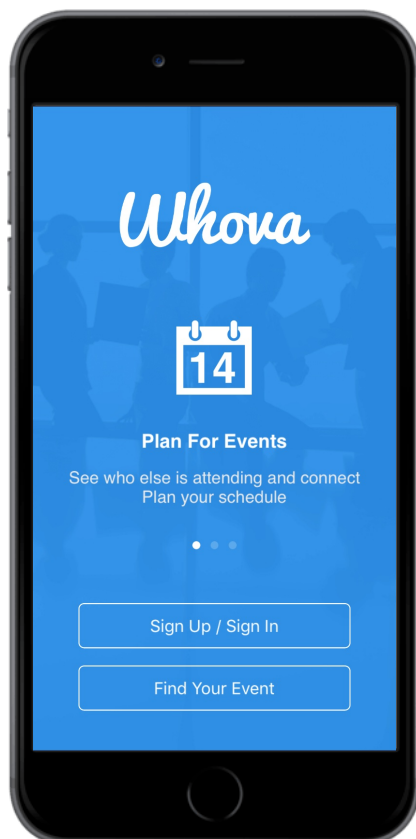 Whova
14
Plan For Events
See who else is attending and connect
Plan your schedule
Sign Up / Sign In
Find Your Event